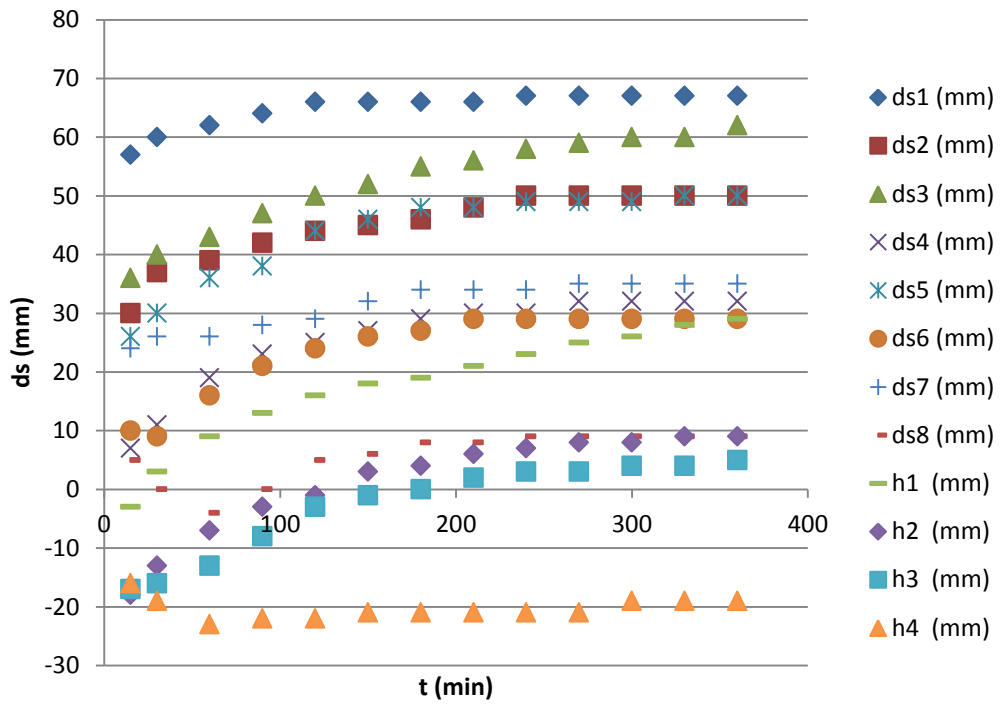 80
70
60
50
40
30
20
10
0
-10
-20
-30
0
100
200
300
400
ds (mm)
t (min)
ds1 (mm)
ds2 (mm)
ds3 (mm)
ds4 (mm)
ds5 (mm)
ds6 (mm)
ds7 (mm)
ds8 (mm)
h1 (mm)
h2 (mm)
h3 (mm)
h4 (mm)